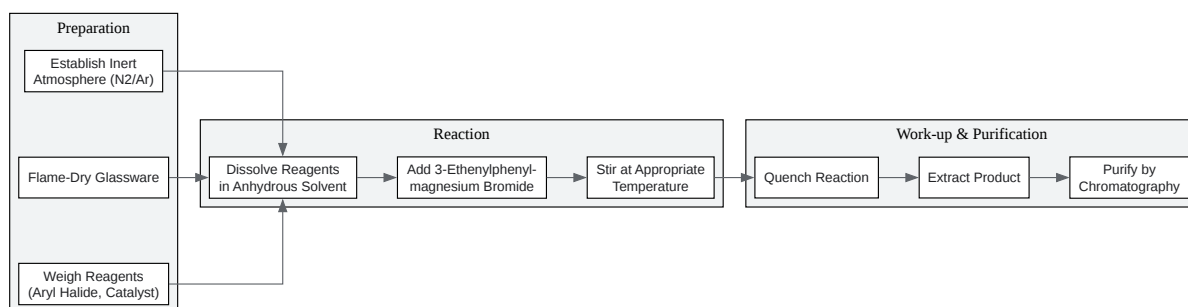 Preparation
Establish Inert
Atmosphere (N2/Ar)
Flame-Dry Glassware
Weigh Reagents
(Aryl Halide, Catalyst)
Reaction
Dissolve Reagents
in Anhydrous Solvent
Add 3-Ethenylphenyl-
magnesium Bromide
Stir at Appropriate
Temperature
Work-up & Purification
Quench Reaction
Extract Product
Purify by
Chromatography